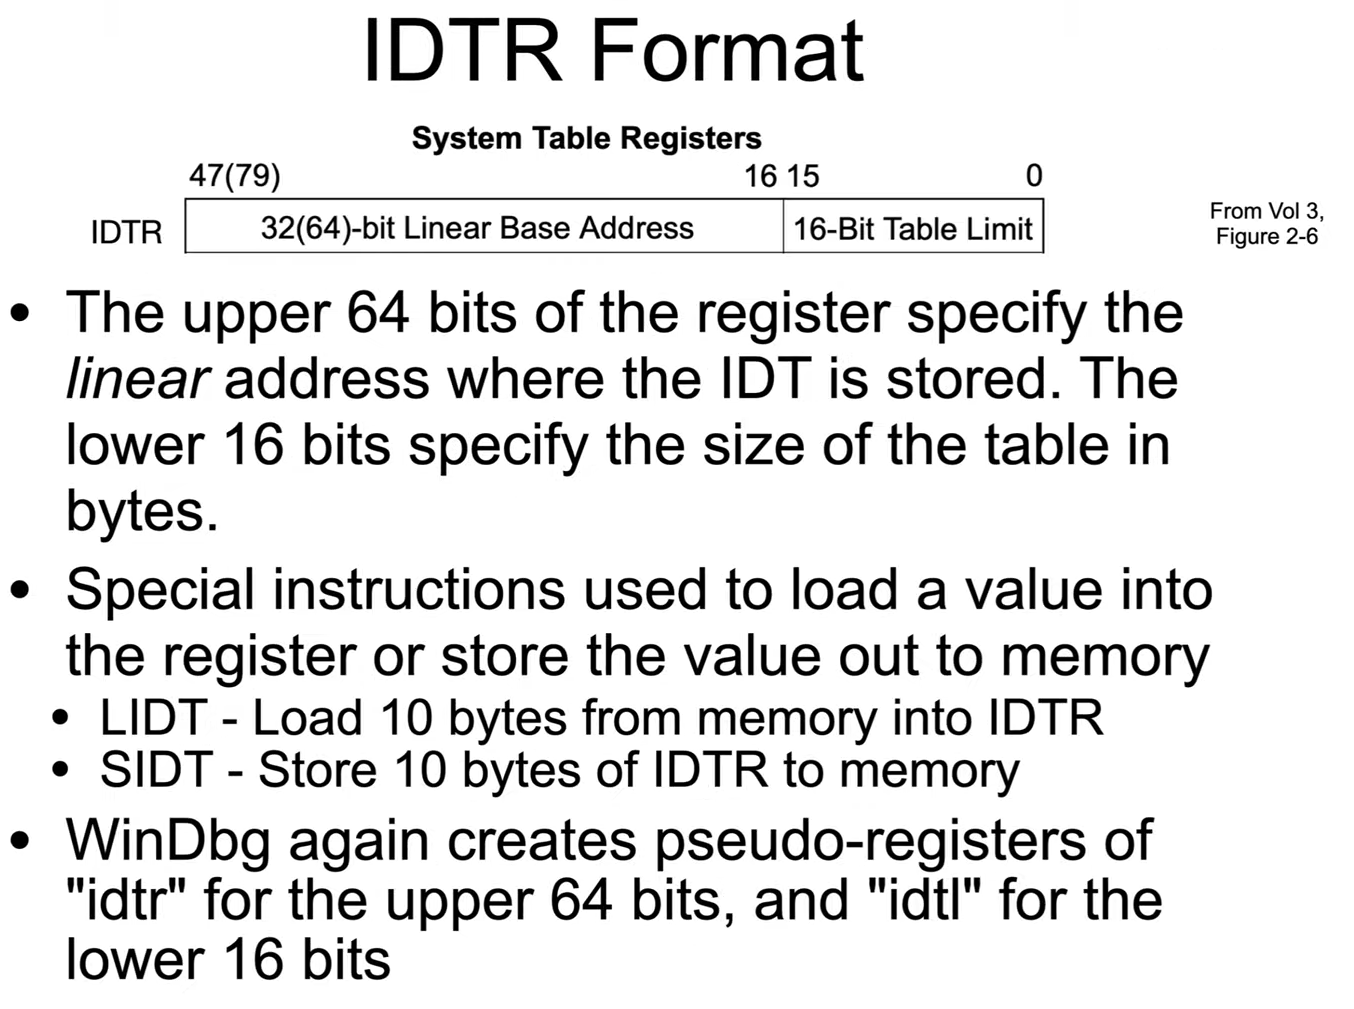 IDTR Format
System Table Registers
47(79) 16 15 0
IDTR 32(64)-bit Linear Base Address 16-Bit Table Limit
From Vol 3,
Figure 2-6
• The upper 64 bits of the register specify the
linear address where the IDT is stored. The
lower 16 bits specify the size of the table in
bytes.
• Special instructions used to load a value into
the register or store the value out to memory
• LIDT - Load 10 bytes from memory into IDTR
• SIDT - Store 10 bytes of IDTR to memory
• WinDbg again creates pseudo-registers of
"idtr" for the upper 64 bits, and "idtl" for the
lower 16 bits